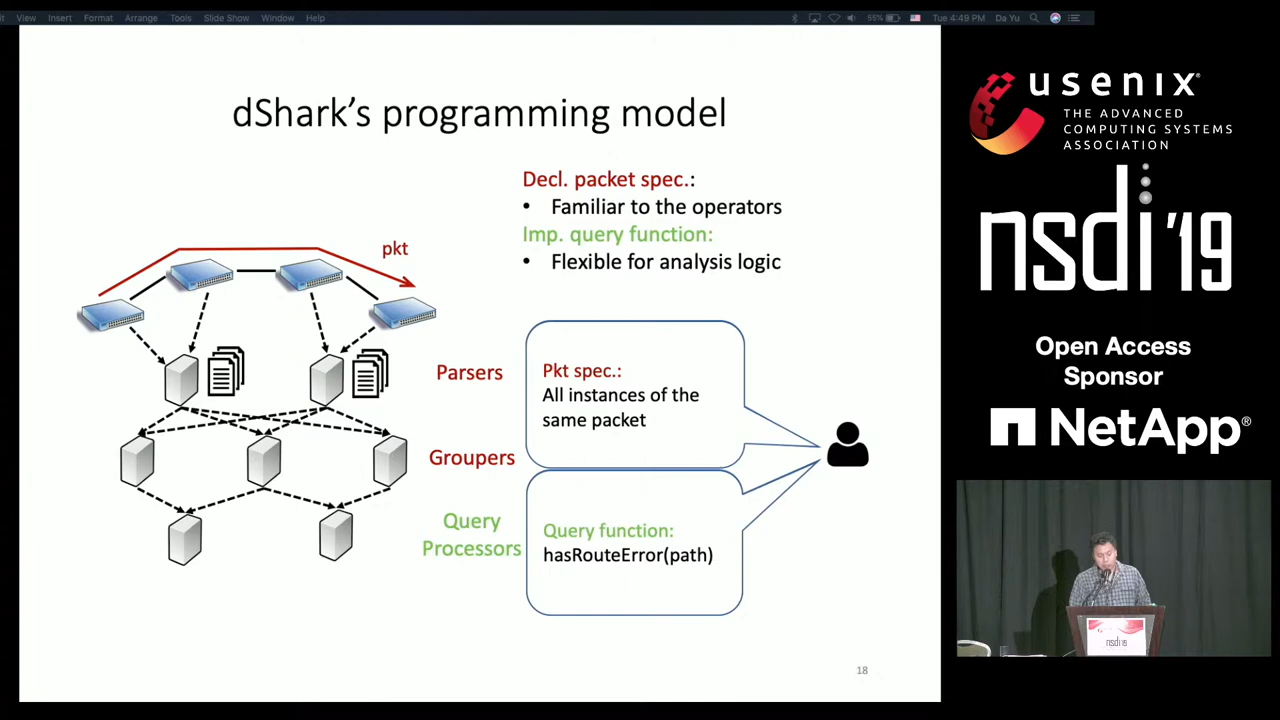 View Insert Format Arrange Tools Slide Show Window Help
55% Tue 4:49 PM Da Yu
dShark's programming model
Decl. packet spec.:
• Familiar to the operators
Imp. query function:
• Flexible for analysis logic
pkt
Parsers
Groupers
Query
Processors
Pkt spec.:
All instances of the
same packet
Query function:
hasRouteError(path)
18
usenix®
THE ADVANCED
COMPUTING SYSTEMS
ASSOCIATION
nsdi '19
Open Access
Sponsor
NetApp®
nsdi'19